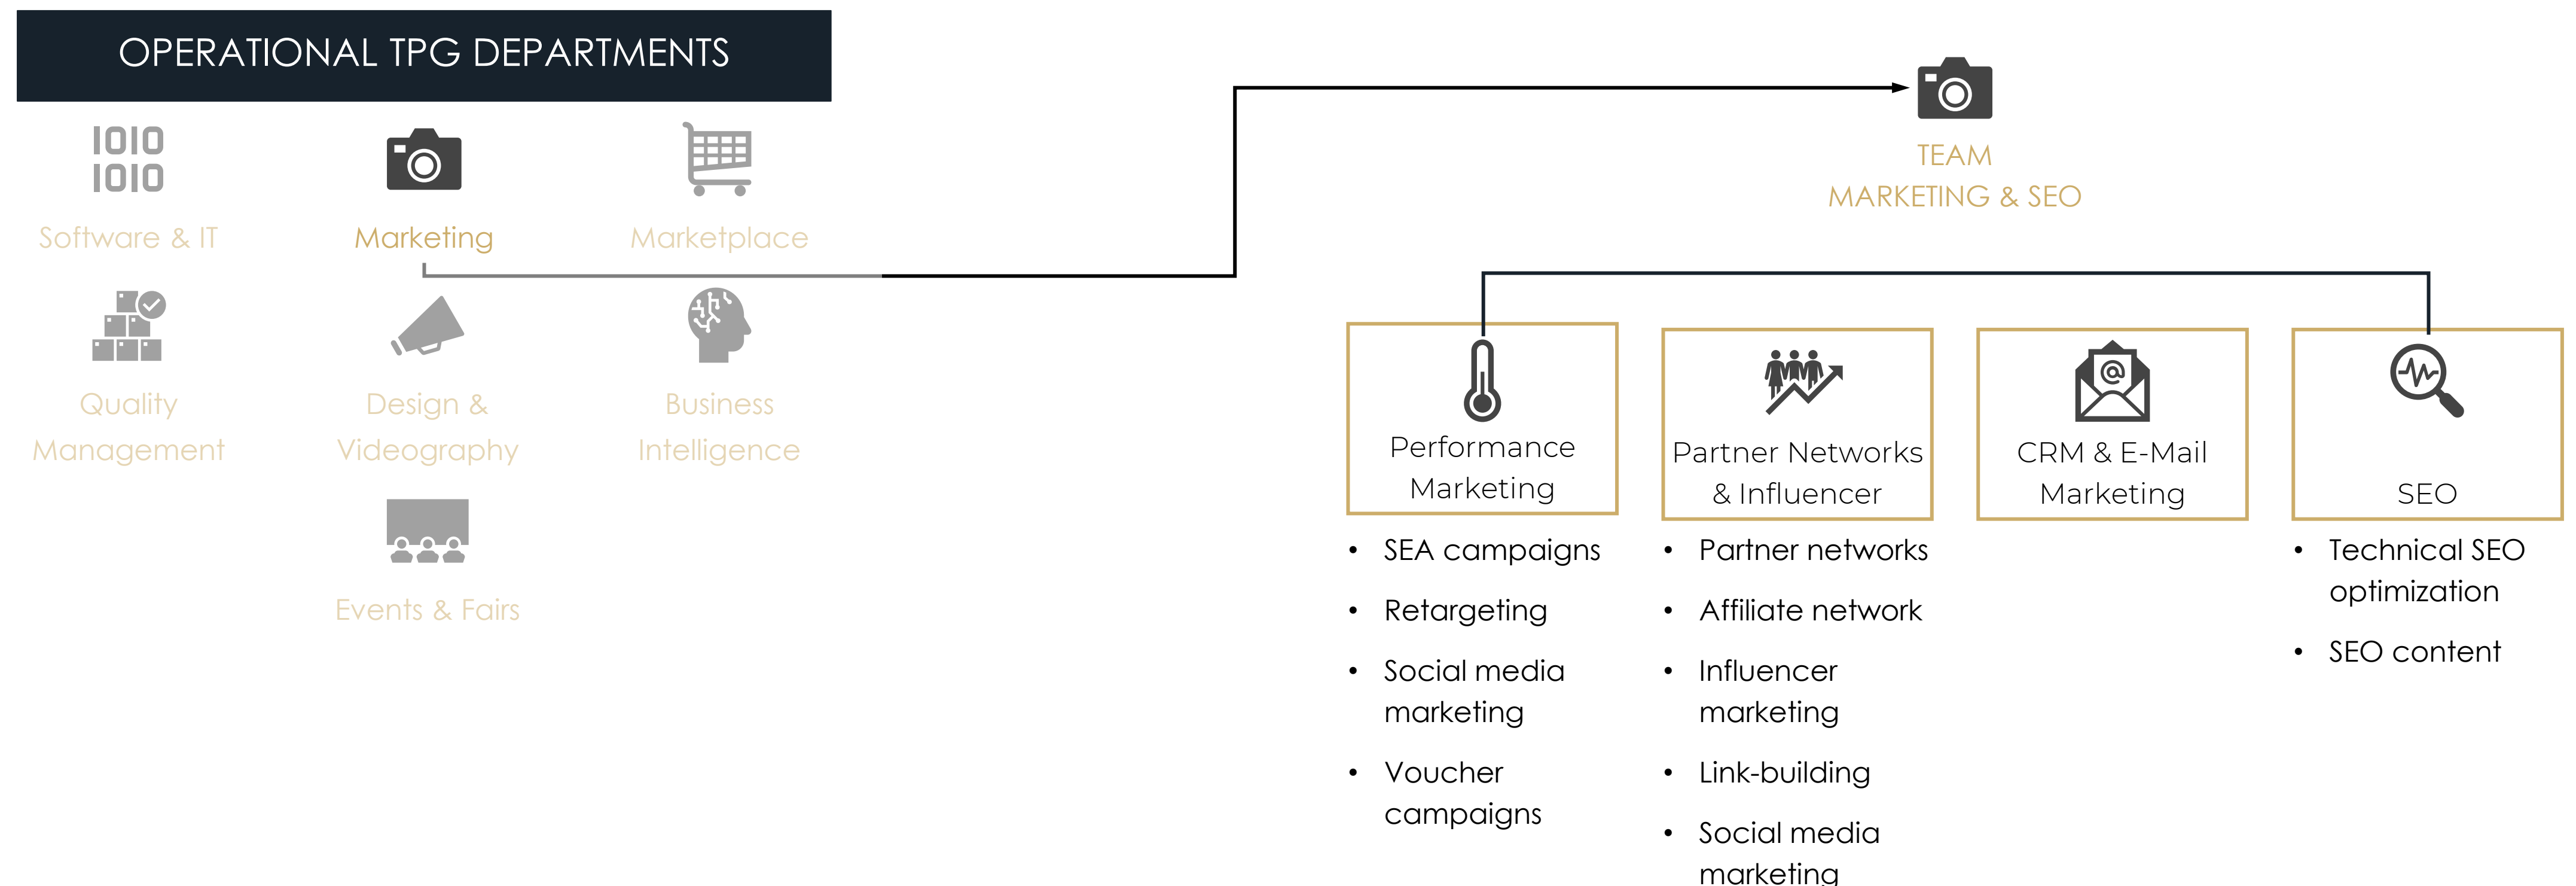 OPERATIONAL TPG DEPARTMENTS
1010
1010
Software & IT
Marketing
Marketplace
Quality
Management
Design &
Videography
Business
Intelligence
Events & Fairs
TEAM
MARKETING & SEO
Performance
Marketing
• SEA campaigns
• Retargeting
• Social media
marketing
• Voucher
campaigns
Partner Networks
& Influencer
• Partner networks
• Affiliate network
• Influencer
marketing
• Link-building
• Social media
marketing
@
CRM & E-Mail
Marketing
SEO
• Technical SEO
optimization
• SEO content